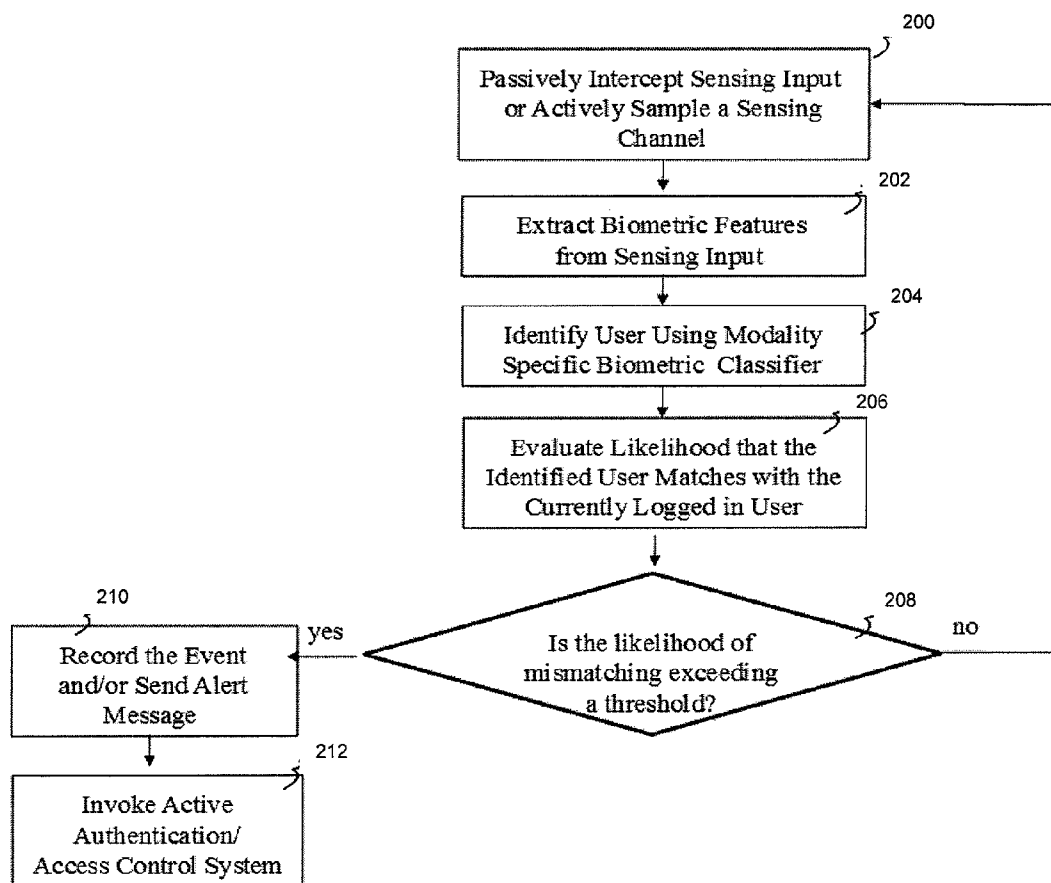 200
Passively Intercept Sensing Input
or Actively Sample a Sensing
Channel
202
Extract Biometric Features
from Sensing Input
204
Identify User Using Modality
Specific Biometric Classifier
206
Evaluate Likelihood that the
Identified User Matches with the
Currently Logged in User
208
Is the likelihood of
mismatching exceeding
a threshold?
no
yes
210
Record the Event
and/or Send Alert
Message
212
Invoke Active
Authentication/
Access Control System